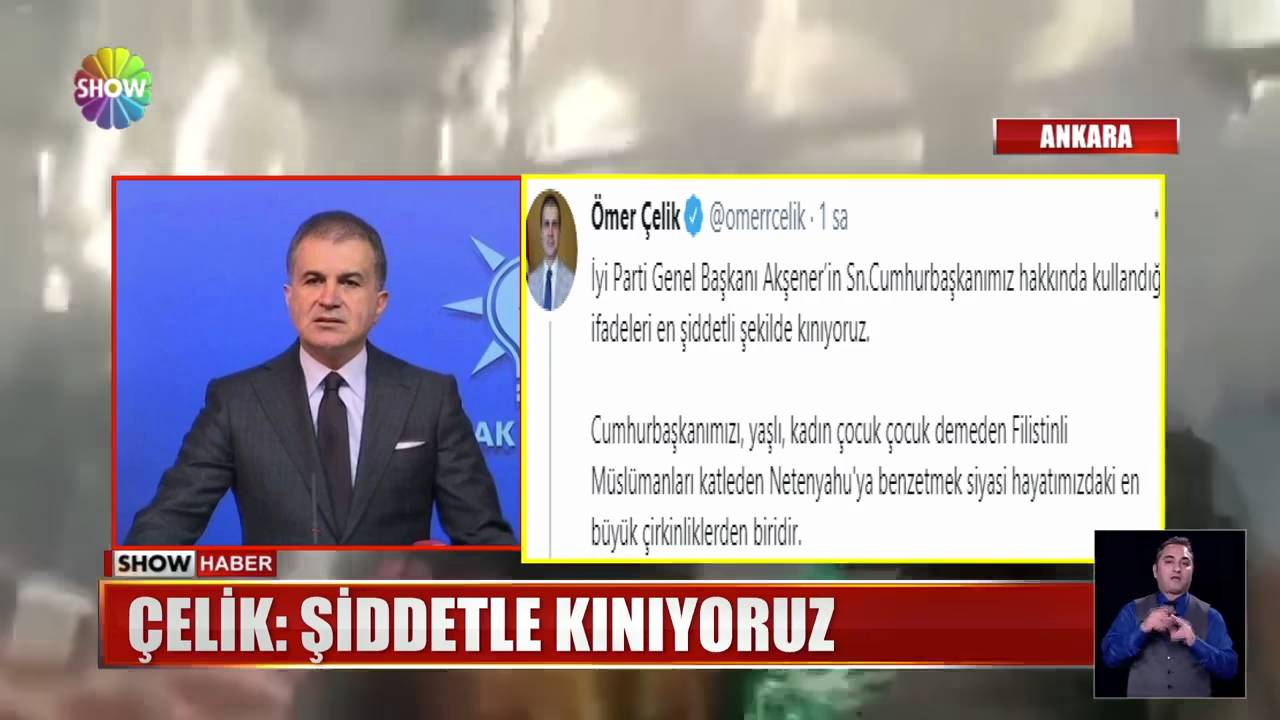 SHOW
ANKARA
Ömer Çelik @omerrcelik · 1 sa
İyi Parti Genel Başkanı Akşener'in Sn.Cumhurbaşkanımız hakkında kullandığ
ifadeleri en şiddetli şekilde kınıyoruz.
Cumhurbaşkanımızı, yaşlı, kadın çocuk çocuk demeden Filistinli
Müslümanları katleden Netenyahu'ya benzetmek siyasi hayatımızdaki en
büyük çirkinliklerden biridir.
AK
SHOW HABER
ÇELİK: ŞİDDETLE KINIYORUZ